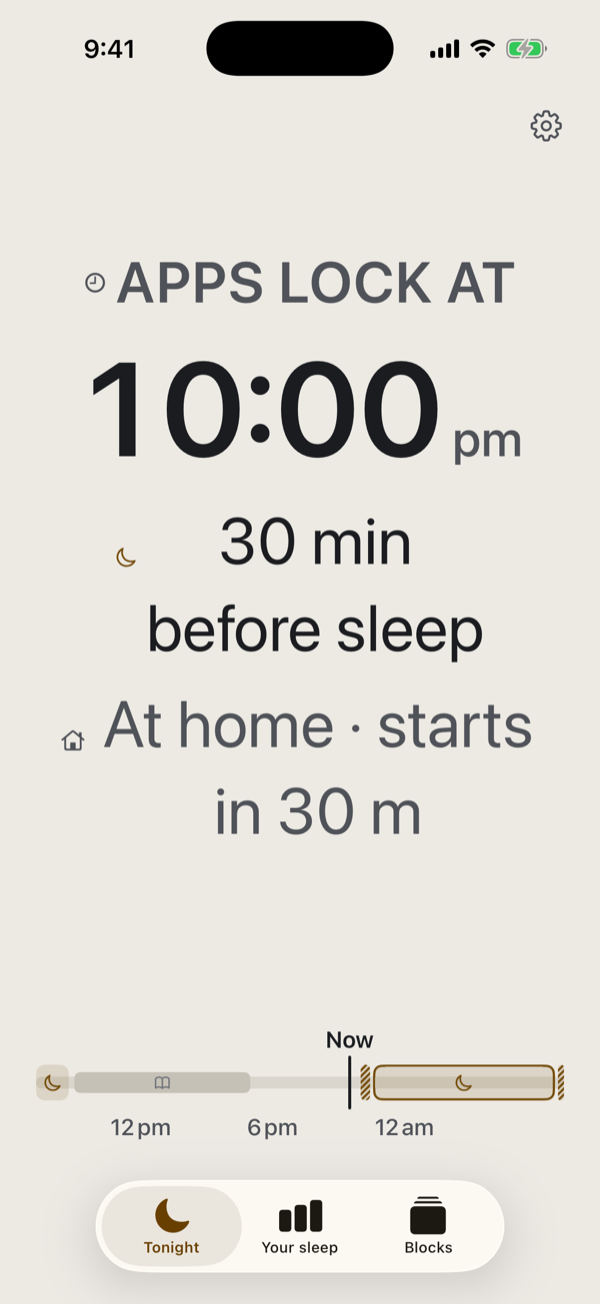 9:41
APPS LOCK AT
10:00 pm
30 min
before sleep
At home · starts
in 30 m
Now
12 pm
6 pm
12 am
Tonight
Your sleep
Blocks